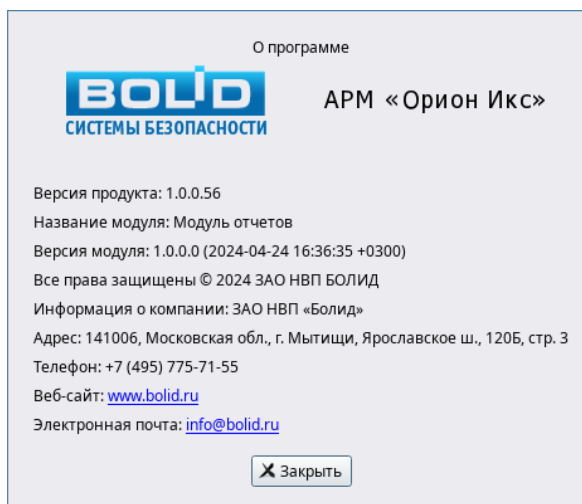 О программе
BOLID
СИСТЕМЫ БЕЗОПАСНОСТИ
АРМ «Орион Икс»
Версия продукта: 1.0.0.56
Название модуля: Модуль отчетов
Версия модуля: 1.0.0.0 (2024-04-24 16:36:35 +0300)
Все права защищены © 2024 ЗАО НВП БОЛИД
Информация о компании: ЗАО НВП «Болид»
Адрес: 141006, Московская обл., г. Мытищи, Ярославское ш., 120Б, стр. 3
Телефон: +7 (495) 775-71-55
Веб-сайт: www.bolid.ru
Электронная почта: info@bolid.ru
Закрыть